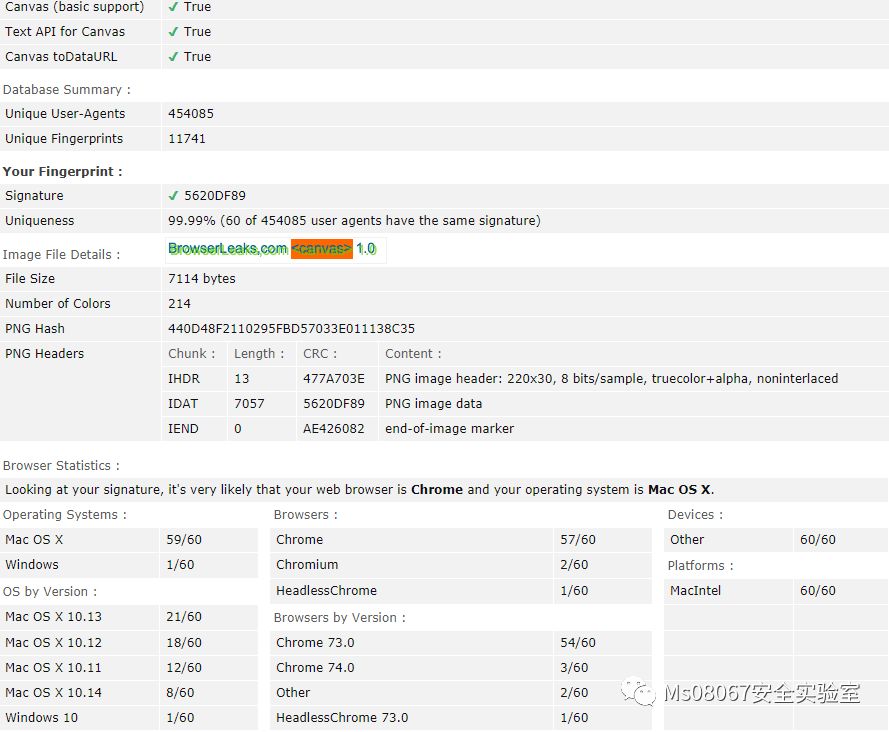 Canvas (basic support) ✔ True
Text API for Canvas ✔ True
Canvas toDataURL ✔ True
Database Summary :
Unique User-Agents 454085
Unique Fingerprints 11741
Your Fingerprint :
Signature ✔ 5620DF89
Uniqueness 99.99% (60 of 454085 user agents have the same signature)
Image File Details : BrowserLeaks,com <canvas> 1.0
File Size 7114 bytes
Number of Colors 214
PNG Hash 440D48F2110295FBD57033E011138C35
PNG Headers Chunk : Length : CRC : Content :
IHDR 13 477A703E PNG image header: 220x30, 8 bits/sample, truecolor+alpha, noninterlaced
IDAT 7057 5620DF89 PNG image data
IEND 0 AE426082 end-of-image marker
Browser Statistics :
Looking at your signature, it's very likely that your web browser is Chrome and your operating system is Mac OS X.
Operating Systems : Browsers : Devices :
Mac OS X 59/60 Chrome 57/60 Other 60/60
Windows 1/60 Chromium 2/60 Platforms :
OS by Version : HeadlessChrome 1/60 MacIntel 60/60
Mac OS X 10.13 21/60 Browsers by Version :
Mac OS X 10.12 18/60 Chrome 73.0 54/60
Mac OS X 10.11 12/60 Chrome 74.0 3/60
Mac OS X 10.14 8/60 Other 2/60
Windows 10 1/60 HeadlessChrome 73.0 1/60
Ms08067安全实验室